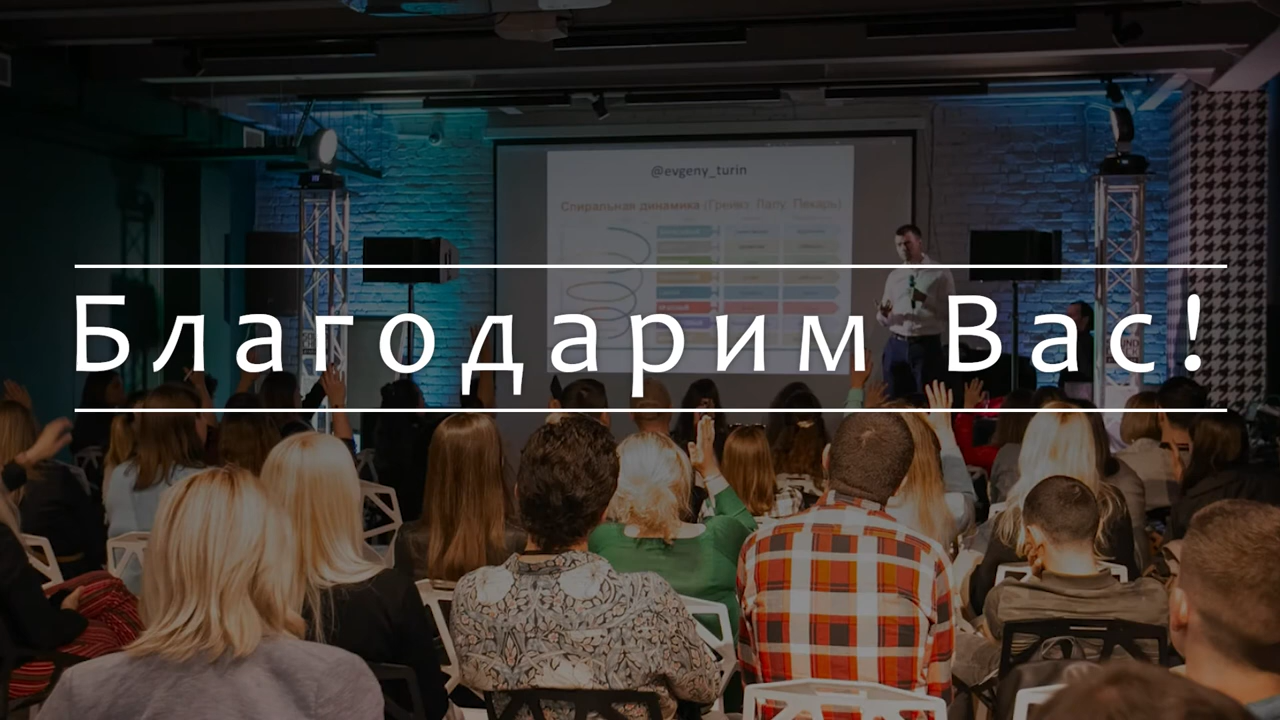 @evgeny_turin
Спиральная динамика (Грейвз, Лалу, Пекарь)
Благодарим Вас!